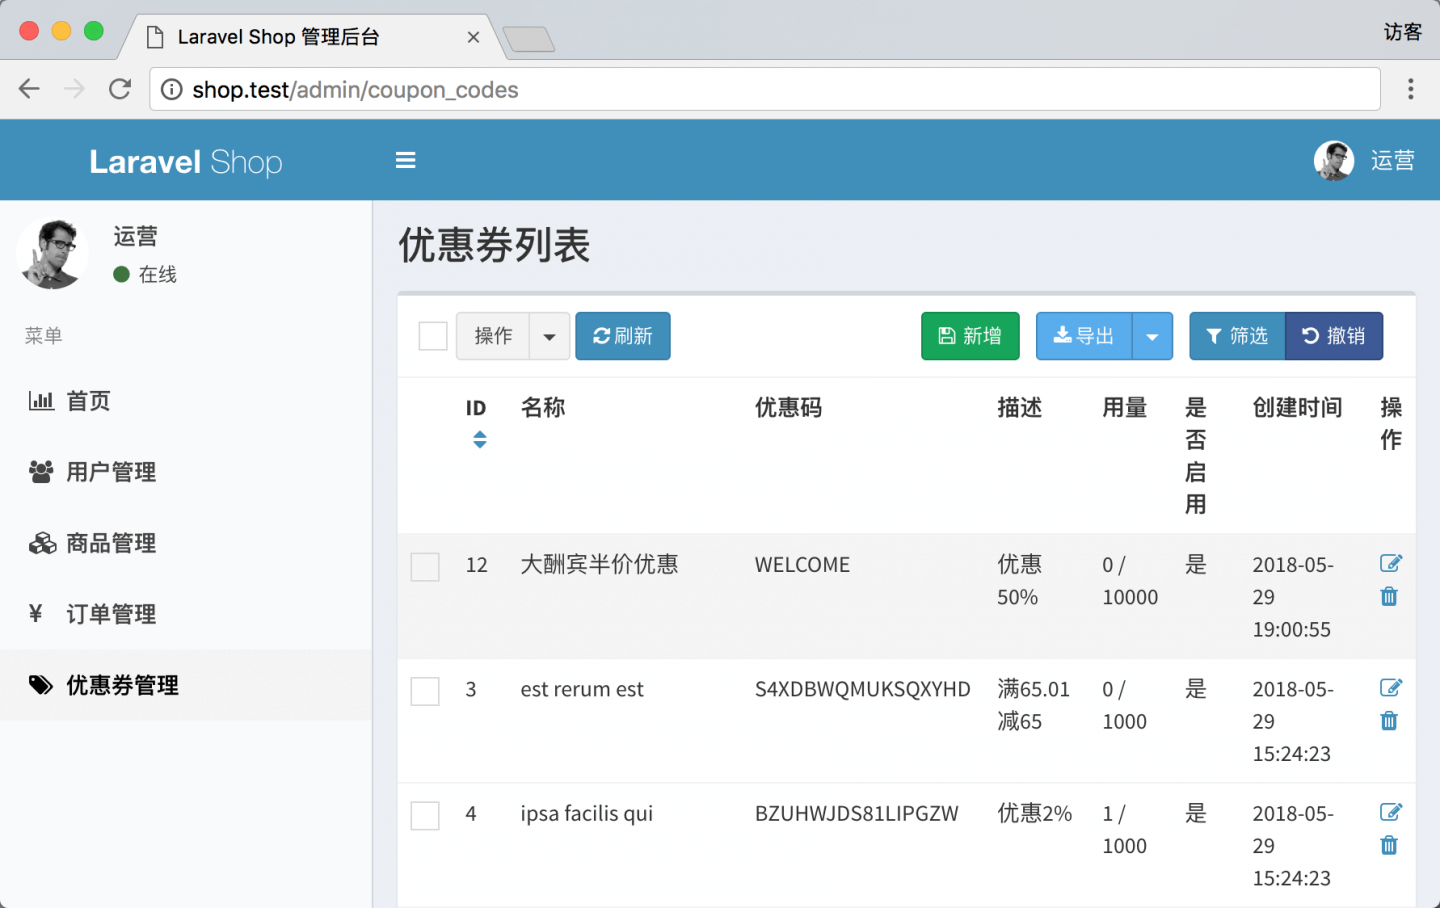 Laravel Shop 管理后台
访客
shop.test/admin/coupon_codes
Laravel Shop
运营
运营
在线
菜单
首页
用户管理
商品管理
¥ 订单管理
优惠券管理
优惠券列表
操作
刷新
新增
导出
筛选
撤销
ID 名称 优惠码 描述 用量 是否启用 创建时间 操作
12 大酬宾半价优惠 WELCOME 优惠50% 0 / 10000 是 2018-05-29 19:00:55
3 est rerum est S4XDBWQMUKSQXYHD 满65.01减65 0 / 1000 是 2018-05-29 15:24:23
4 ipsa facilis qui BZUHWJDS81LIPGZW 优惠2% 1 / 1000 是 2018-05-29 15:24:23